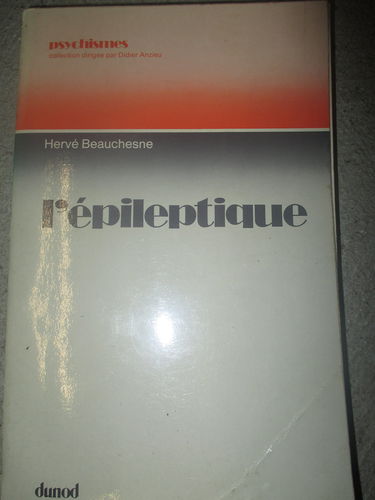 psychismes
collection dirigée par Didier Anzieu
Hervé Beauchesne
l'épileptique
dunod